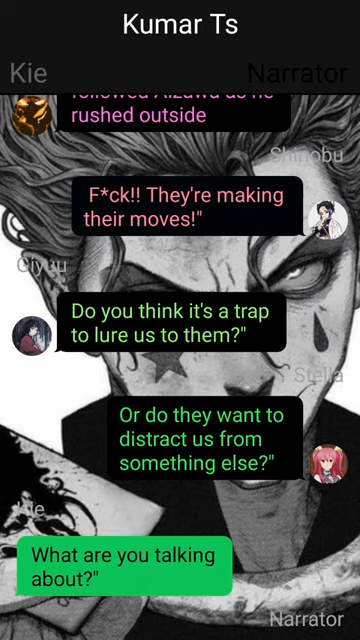 Kumar Ts
Kie
Narrator
followed Aizawa as he
rushed outside
Shinobu
F*ck!! They're making
their moves!"
Giyuu
Do you think it's a trap
to lure us to them?"
Stella
Or do they want to
distract us from
something else?"
Kie
What are you talking
about?"
Narrator